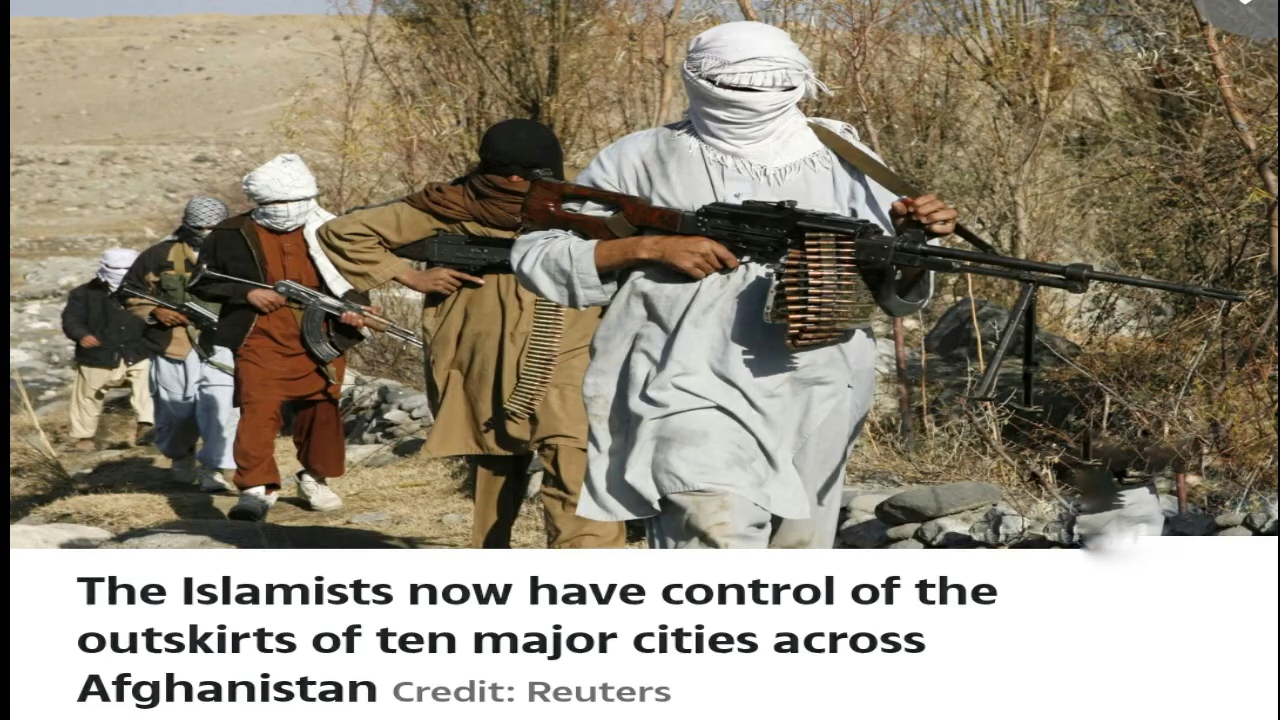 The Islamists now have control of the
outskirts of ten major cities across
Afghanistan Credit: Reuters